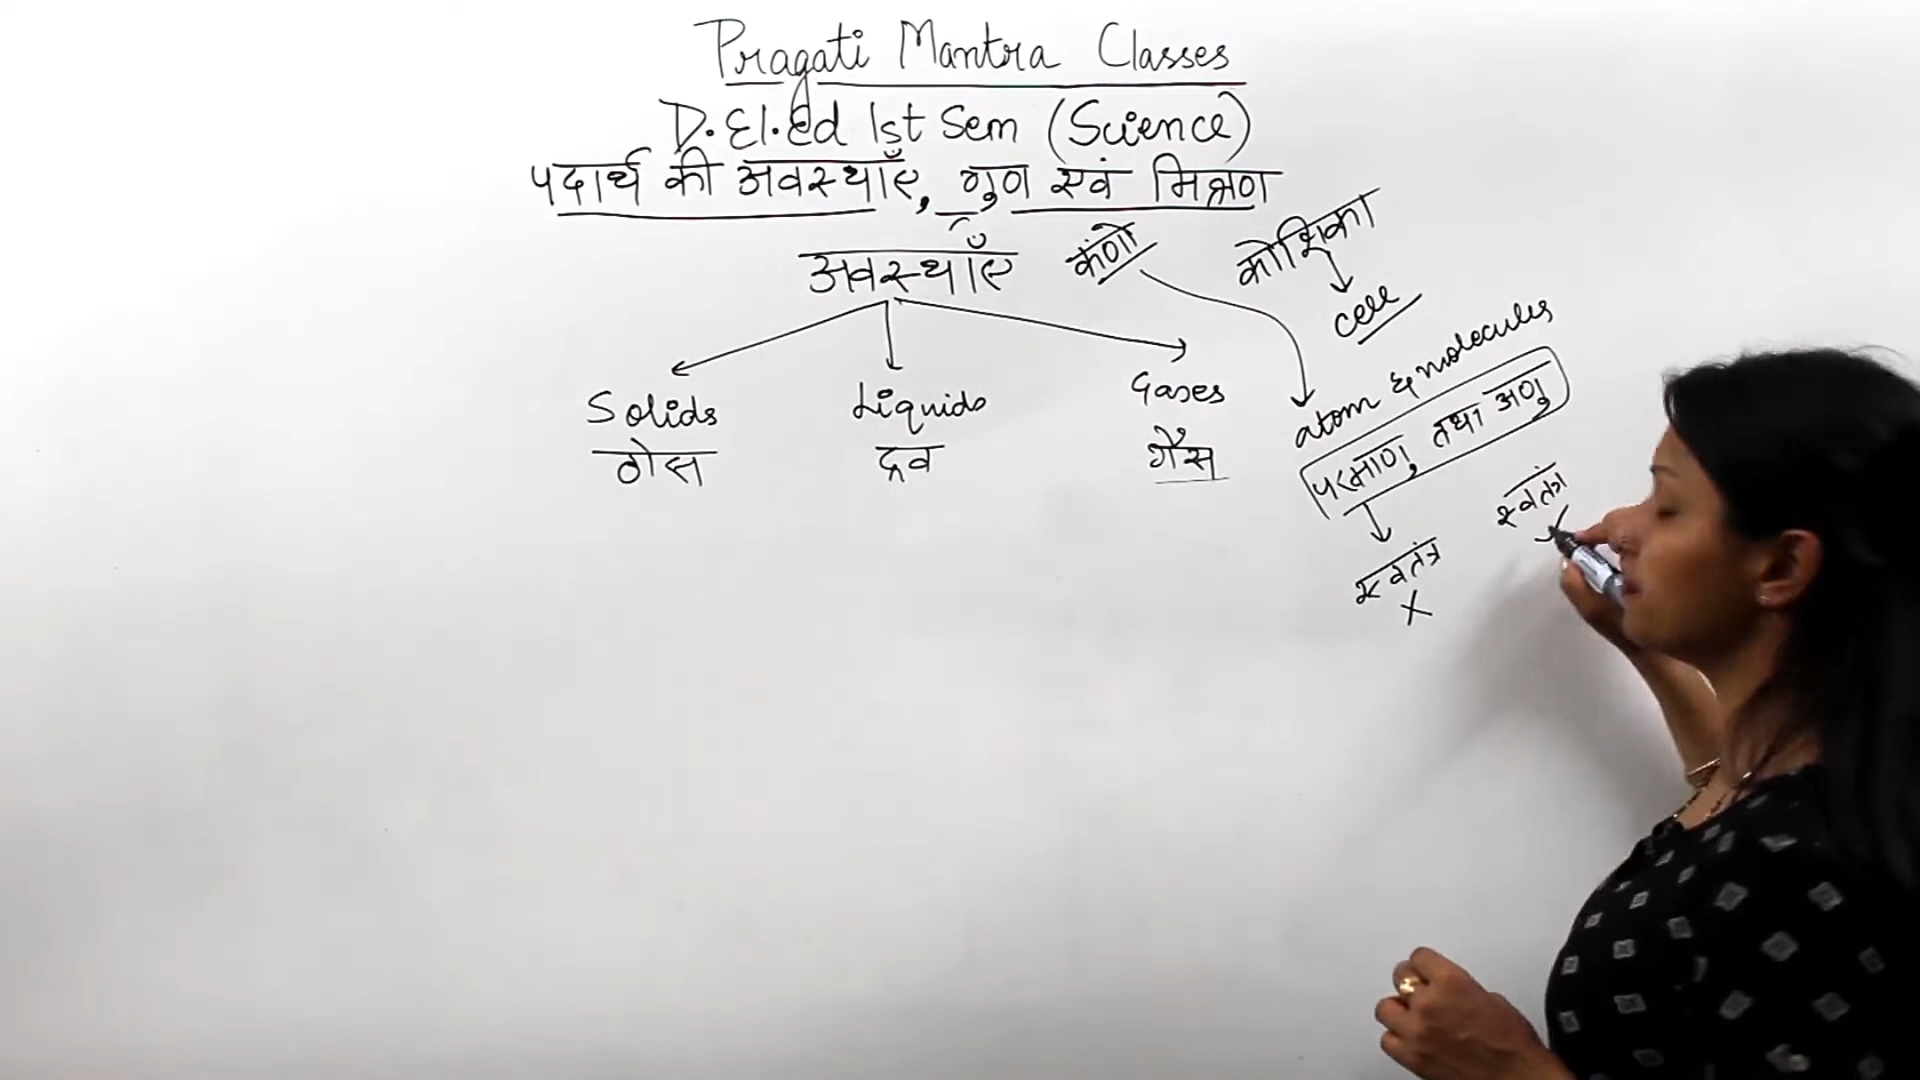 Pragati Mantra Classes
D.El.Ed 1st Sem (Science)
पदार्थ की अवस्थाएँ, गुण एवं मिश्रण
अवस्थाएँ
कणो
कोशिका
cell
Solids
ठोस
Liquids
द्रव
Gases
गैस
atom & molecules
परमाणु तथा अणु
स्वतंत्र
स्वतंत्र